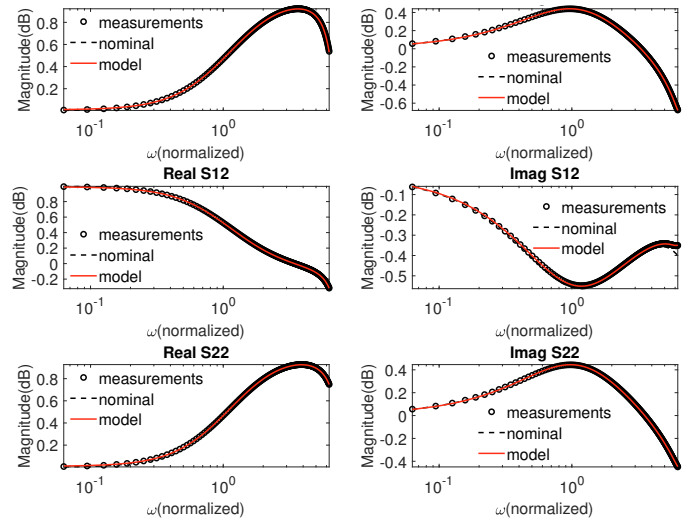 0.8
0.6
0.4
0.2
Magnitude(dB)
measurements
nominal
model
10^-1
10^0
ω(normalized)
0.4
0.2
0
-0.2
-0.4
-0.6
Magnitude(dB)
measurements
nominal
model
10^-1
10^0
ω(normalized)
Real S12
0.8
0.6
0.4
0.2
0
-0.2
Magnitude(dB)
measurements
nominal
model
10^-1
10^0
ω(normalized)
Imag S12
-0.1
-0.2
-0.3
-0.4
-0.5
Magnitude(dB)
measurements
nominal
model
10^-1
10^0
ω(normalized)
Real S22
0.8
0.6
0.4
0.2
Magnitude(dB)
measurements
nominal
model
10^-1
10^0
ω(normalized)
Imag S22
0.4
0.2
0
-0.2
-0.4
Magnitude(dB)
measurements
nominal
model
10^-1
10^0
ω(normalized)